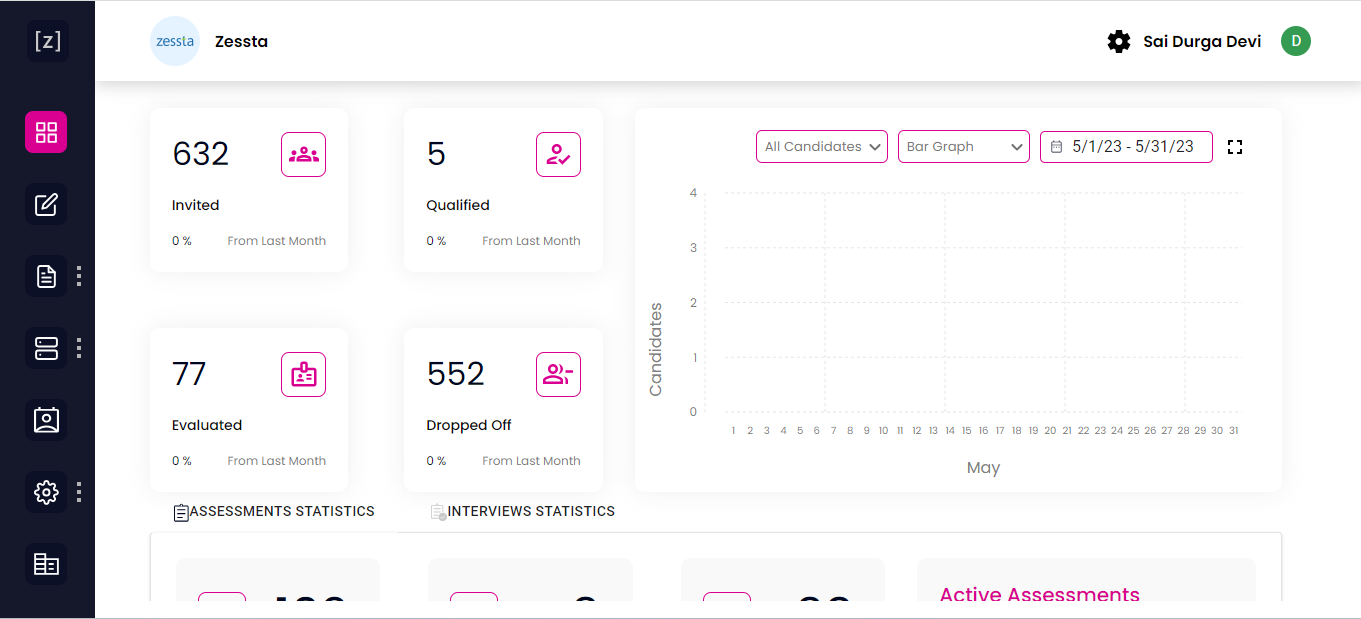 [z]
zessta
Zessta
Sai Durga Devi
D
632
Invited
0 %
From Last Month
5
Qualified
0 %
From Last Month
77
Evaluated
0 %
From Last Month
552
Dropped Off
0 %
From Last Month
All Candidates
Bar Graph
5/1/23 - 5/31/23
Candidates
4
3
2
1
0
1 2 3 4 5 6 7 8 9 10 11 12 13 14 15 16 17 18 19 20 21 22 23 24 25 26 27 28 29 30 31
May
ASSESSMENTS STATISTICS
INTERVIEWS STATISTICS
Active Assessments